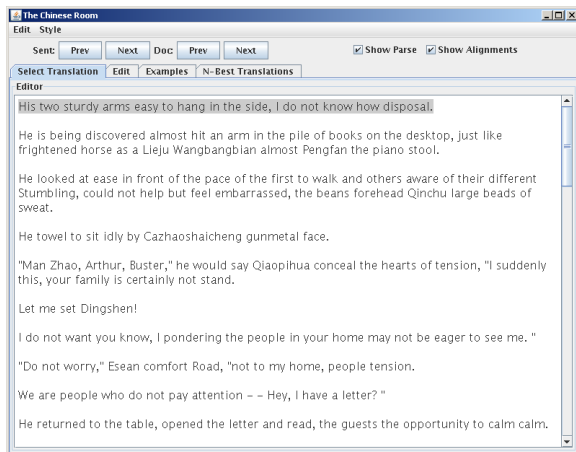 The Chinese Room
Edit Style
Sent: Prev Next Doc: Prev Next Show Parse Show Alignments
Select Translation Edit Examples N-Best Translations
Editor
His two sturdy arms easy to hang in the side, I do not know how disposal.
He is being discovered almost hit an arm in the pile of books on the desktop, just like
frightened horse as a Lieju Wangbangbian almost Pengfan the piano stool.
He looked at ease in front of the pace of the first to walk and others aware of their different
Stumbling, could not help but feel embarrassed, the beans forehead Qinchu large beads of
sweat.
He towel to sit idly by Cazhaoshaicheng gunmetal face.
"Man Zhao, Arthur, Buster," he would say Qiaopihua conceal the hearts of tension, "I suddenly
this, your family is certainly not stand.
Let me set Dingshen!
I do not want you know, I pondering the people in your home may not be eager to see me. "
"Do not worry," Esean comfort Road, "not to my home, people tension.
We are people who do not pay attention – – Hey, I have a letter? "
He returned to the table, opened the letter and read, the guests the opportunity to calm calm.